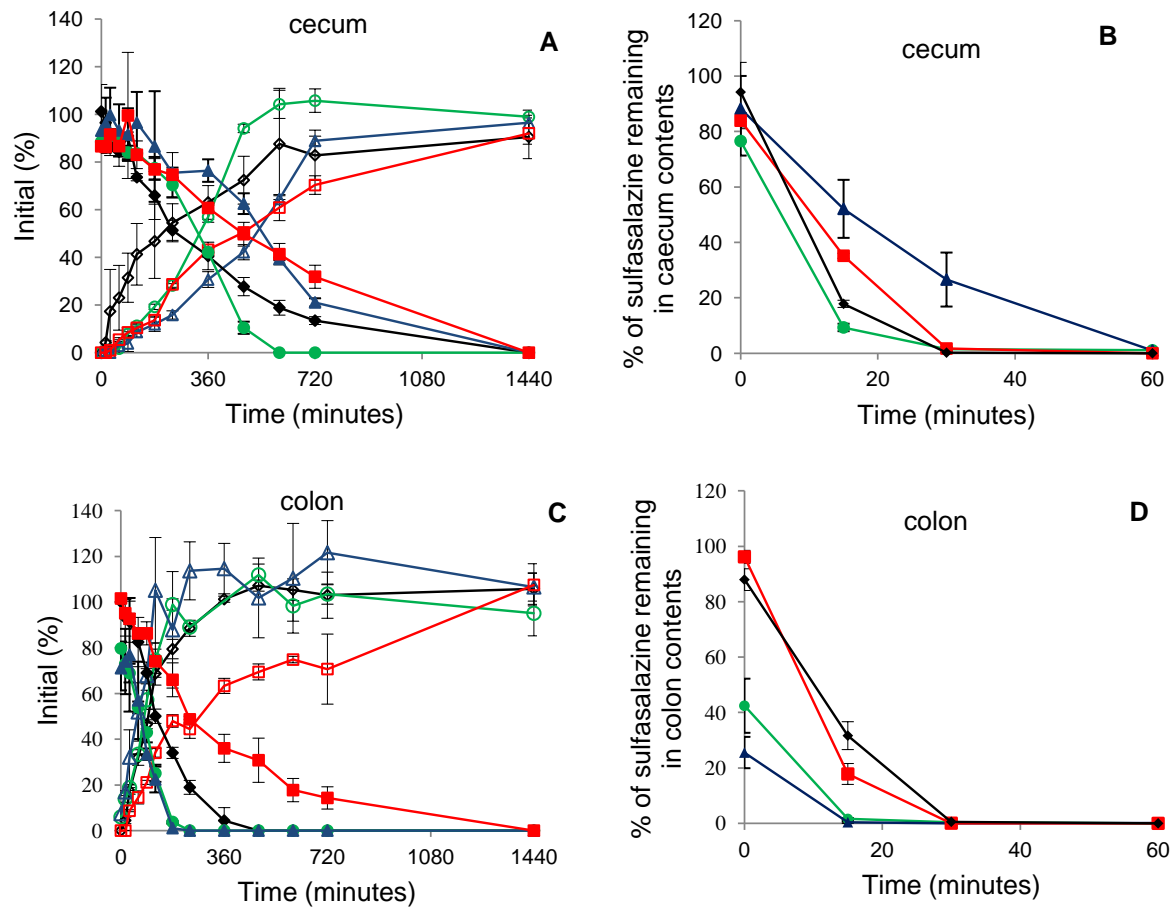 cecum
A
Initial (%)
140
120
100
80
60
40
20
0
0 360 720 1080 1440
Time (minutes)
cecum
B
% of sulfasalazine remaining
in caecum contents
120
100
80
60
40
20
0
0 20 40 60
Time (minutes)
colon
C
Initial (%)
140
120
100
80
60
40
20
0
0 360 720 1080 1440
Time (minutes)
colon
D
% of sulfasalazine remaining
in colon contents
120
100
80
60
40
20
0
0 20 40 60
Time (minutes)